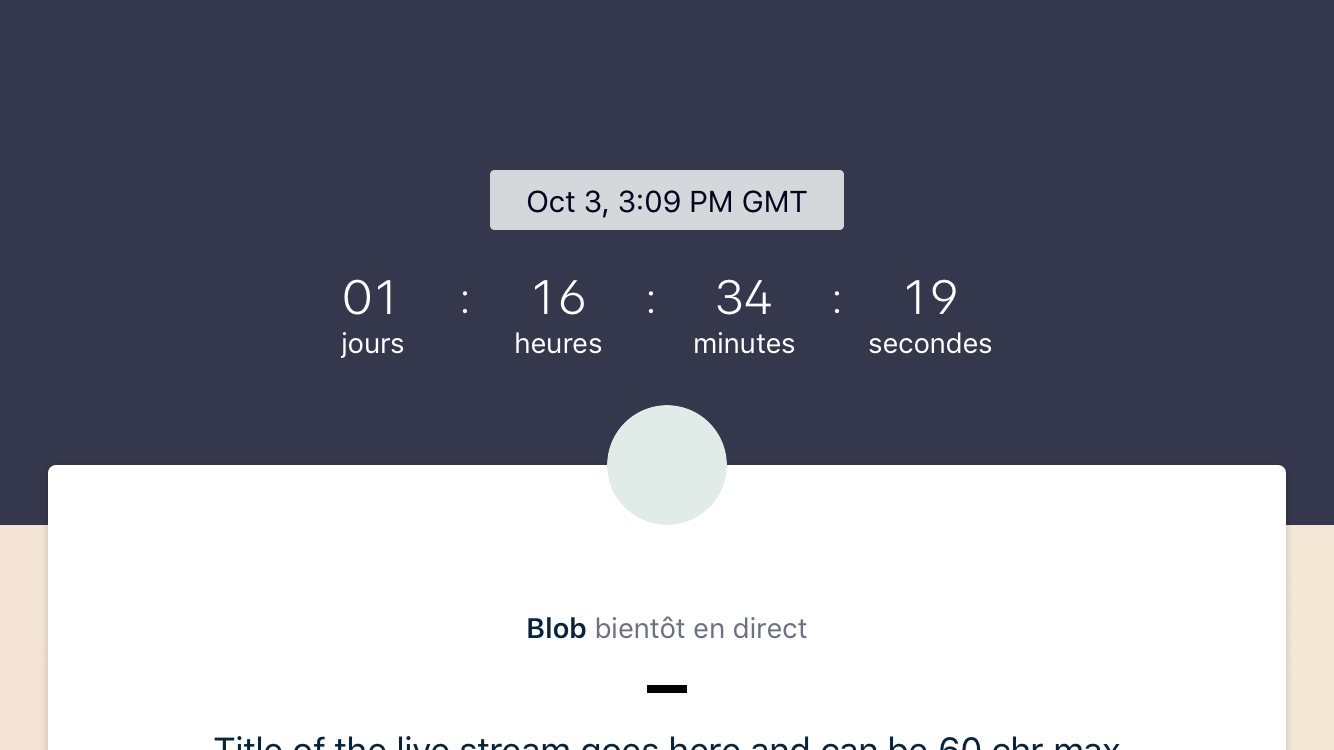 Oct 3, 3:09 PM GMT
01 : 16 : 34 : 19
jours heures minutes secondes
Blob bientôt en direct
Title of the live stream goes here and can be 60 chr max